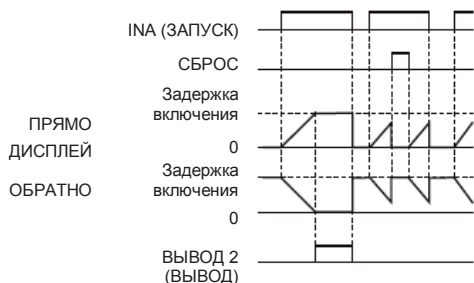 INA (ЗАПУСК)
СБРОС
Задержка
включения
ПРЯМО
0
ДИСПЛЕЙ
Задержка
включения
ОБРАТНО
0
ВЫВОД 2
(ВЫВОД)